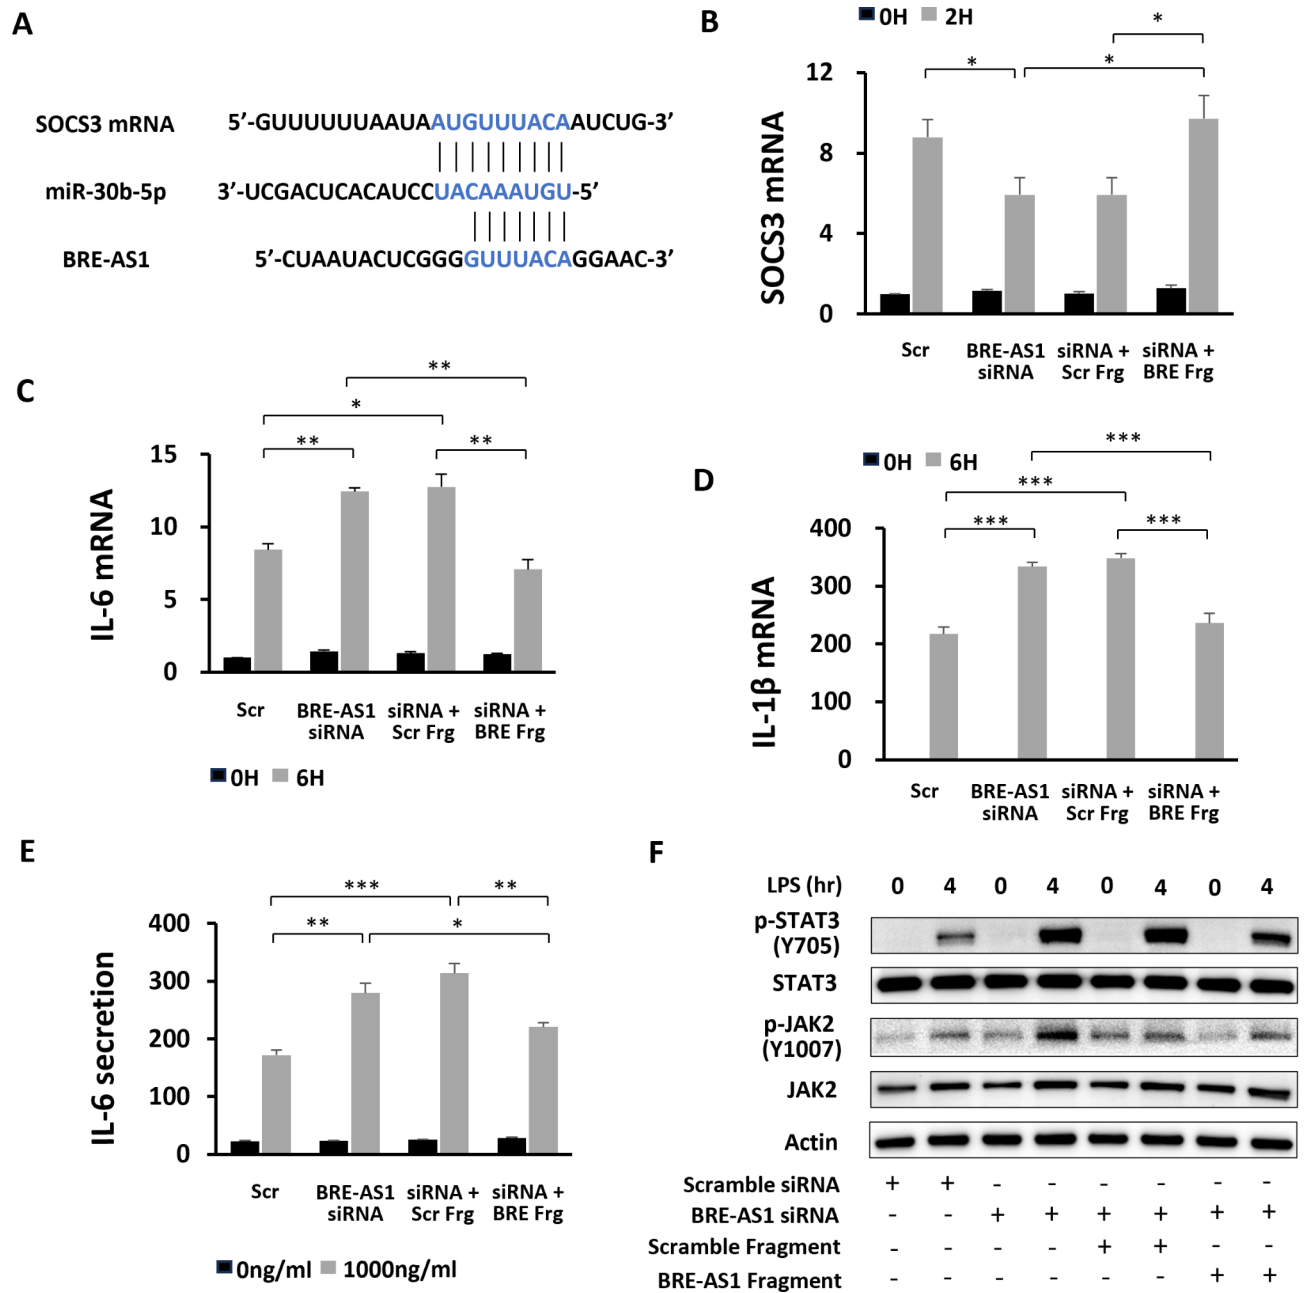 A
SOCS3 mRNA 5’-GUUUUUUAAUAAUGUUUACAAUCUG-3’
miR-30b-5p 3’-UCGACUCACAUCCUACAAAUGU-5’
BRE-AS1 5’-CUAAUACUCGGGGUUUACAGGAAC-3’
B
0H 2H
*
* *
12
8
4
0
SOCS3 mRNA
Scr BRE-AS1 siRNA + siRNA +
siRNA Scr Frg BRE Frg
C
**
*
** **
15
10
5
0
IL-6 mRNA
Scr BRE-AS1 siRNA + siRNA +
siRNA Scr Frg BRE Frg
0H 6H
D
0H 6H
***
***
*** ***
400
300
200
100
0
IL-1β mRNA
Scr BRE-AS1 siRNA + siRNA +
siRNA Scr Frg BRE Frg
E
*** **
** *
400
300
200
100
0
IL-6 secretion
Scr BRE-AS1 siRNA + siRNA +
siRNA Scr Frg BRE Frg
0ng/ml 1000ng/ml
F
LPS (hr) 0 4 0 4 0 4 0 4
p-STAT3
(Y705)
STAT3
p-JAK2
(Y1007)
JAK2
Actin
Scramble siRNA + + - - - - - -
BRE-AS1 siRNA - - + + + + + +
Scramble Fragment - - - - + + - -
BRE-AS1 Fragment - - - - - - + +